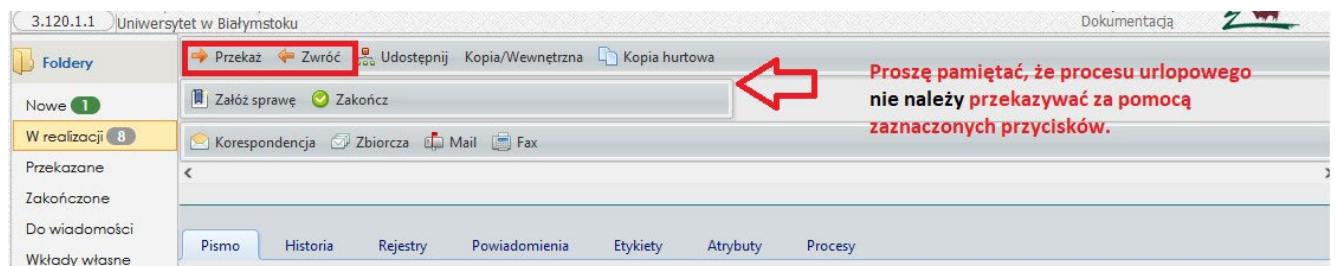 3.120.1.1 Uniwersytet w Białymstoku
Dokumentacją
Foldery
Przekaż Zwróć Udostępnij Kopia/Wewnętrzna Kopia hurtowa
Proszę pamiętać, że procesu urlopowego
nie należy przekazywać za pomocą
zaznaczonych przycisków.
Nowe 1
Załóż sprawę Zakończ
W realizacji 8
Korespondencja Zbiorcza Mail Fax
Przekazane
Zakończone
Do wiadomości
Pismo Historia Rejestry Powiadomienia Etykiety Atrybuty Procesy
Wkłady własne